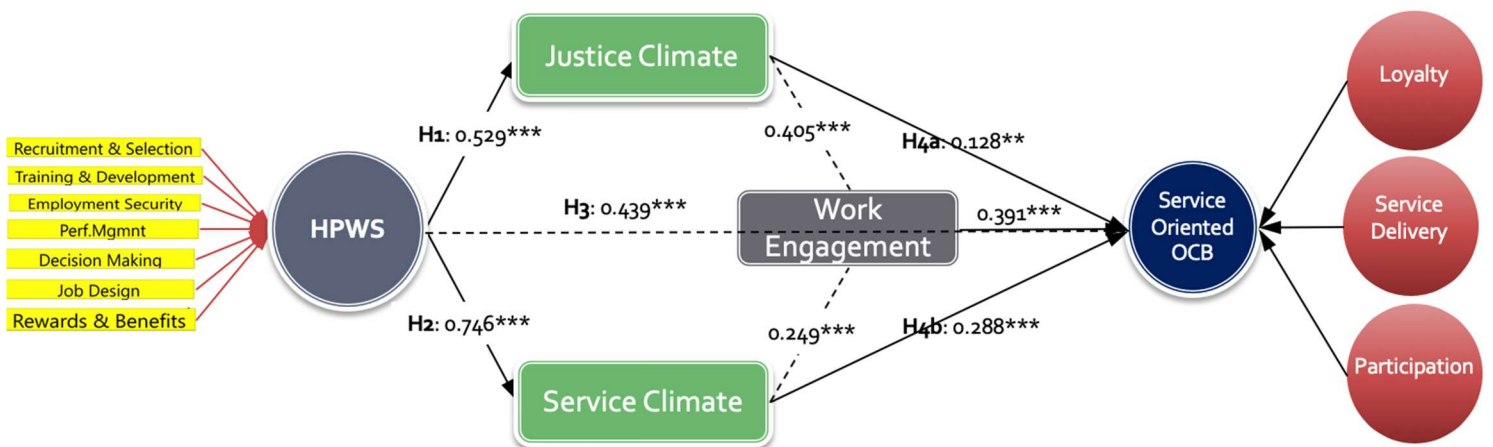 Recruitment & Selection
Training & Development
Employment Security
Perf.Mgmnt
Decision Making
Job Design
Rewards & Benefits
HPWS
Justice Climate
H1: 0.529***
0.405***
H4a: 0.128**
H3: 0.439***
Work
Engagement
0.391***
H2: 0.746***
0.249***
H4b: 0.288***
Service Climate
Service
Oriented
OCB
Loyalty
Service
Delivery
Participation